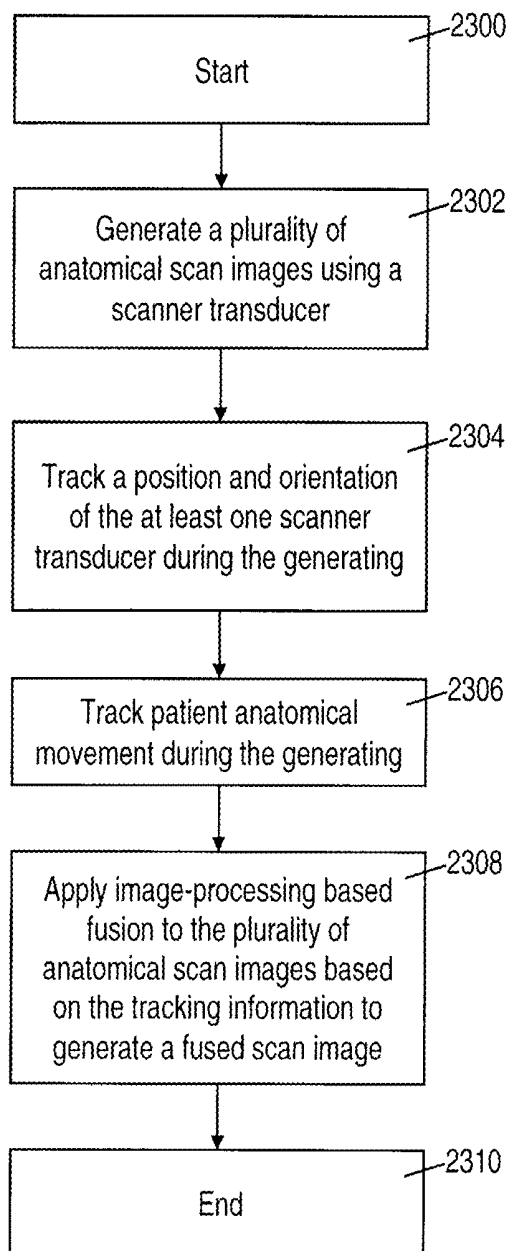 2300
Start
2302
Generate a plurality of
anatomical scan images using a
scanner transducer
2304
Track a position and orientation
of the at least one scanner
transducer during the generating
2306
Track patient anatomical
movement during the generating
2308
Apply image-processing based
fusion to the plurality of
anatomical scan images based
on the tracking information to
generate a fused scan image
2310
End